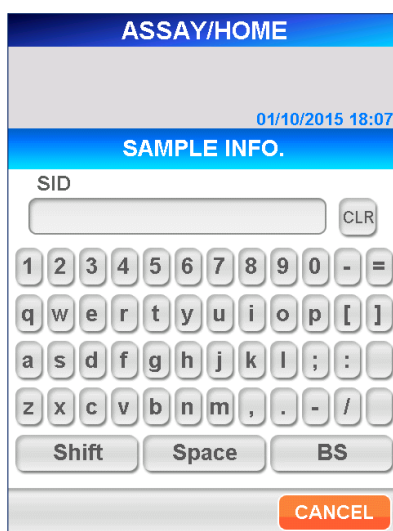 ASSAY/HOME
01/10/2015 18:07
SAMPLE INFO.
SID
CLR
1 2 3 4 5 6 7 8 9 0 - =
q w e r t y u i o p [ ]
a s d f g h j k l ; :
z x c v b n m , . - /
Shift Space BS
CANCEL